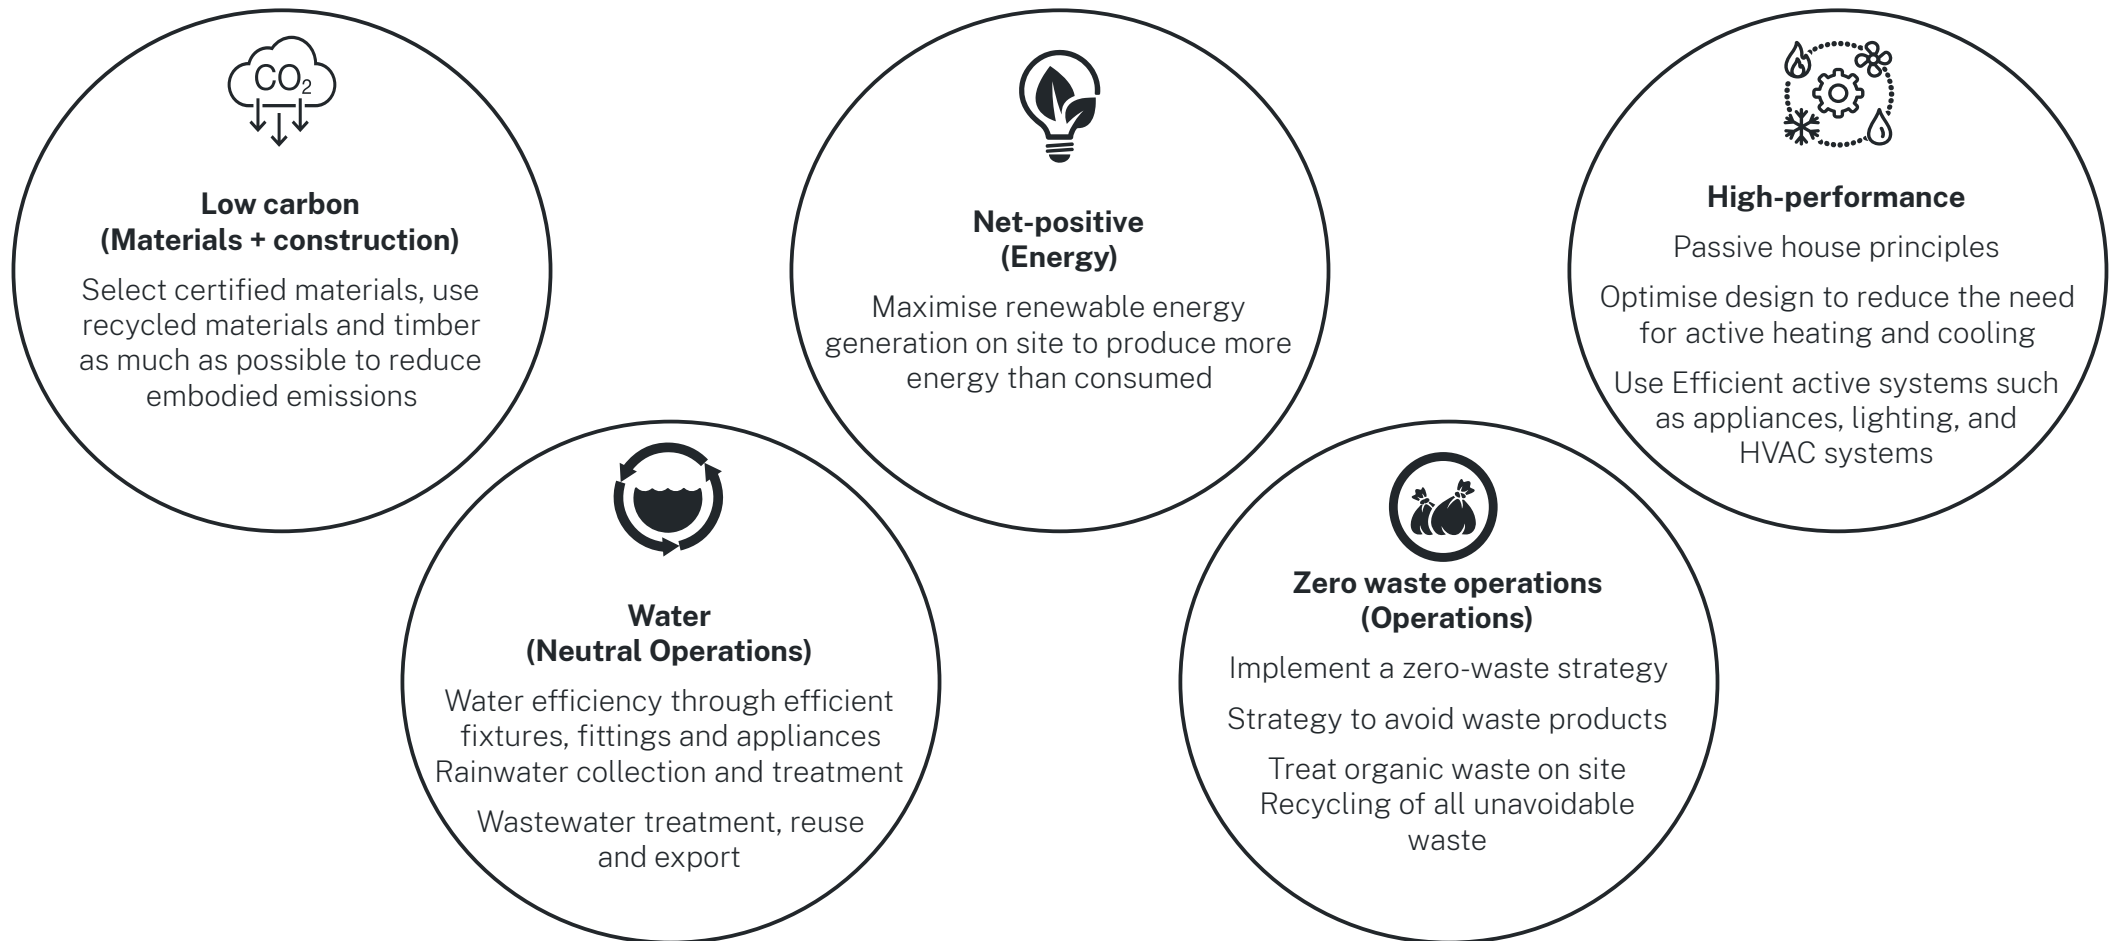 CO₂
Low carbon
(Materials + construction)
Select certified materials, use
recycled materials and timber
as much as possible to reduce
embodied emissions
Net-positive
(Energy)
Maximise renewable energy
generation on site to produce more
energy than consumed
High-performance
Passive house principles
Optimise design to reduce the need
for active heating and cooling
Use Efficient active systems such
as appliances, lighting, and
HVAC systems
Water
(Neutral Operations)
Water efficiency through efficient
fixtures, fittings and appliances
Rainwater collection and treatment
Wastewater treatment, reuse
and export
Zero waste operations
(Operations)
Implement a zero-waste strategy
Strategy to avoid waste products
Treat organic waste on site
Recycling of all unavoidable
waste